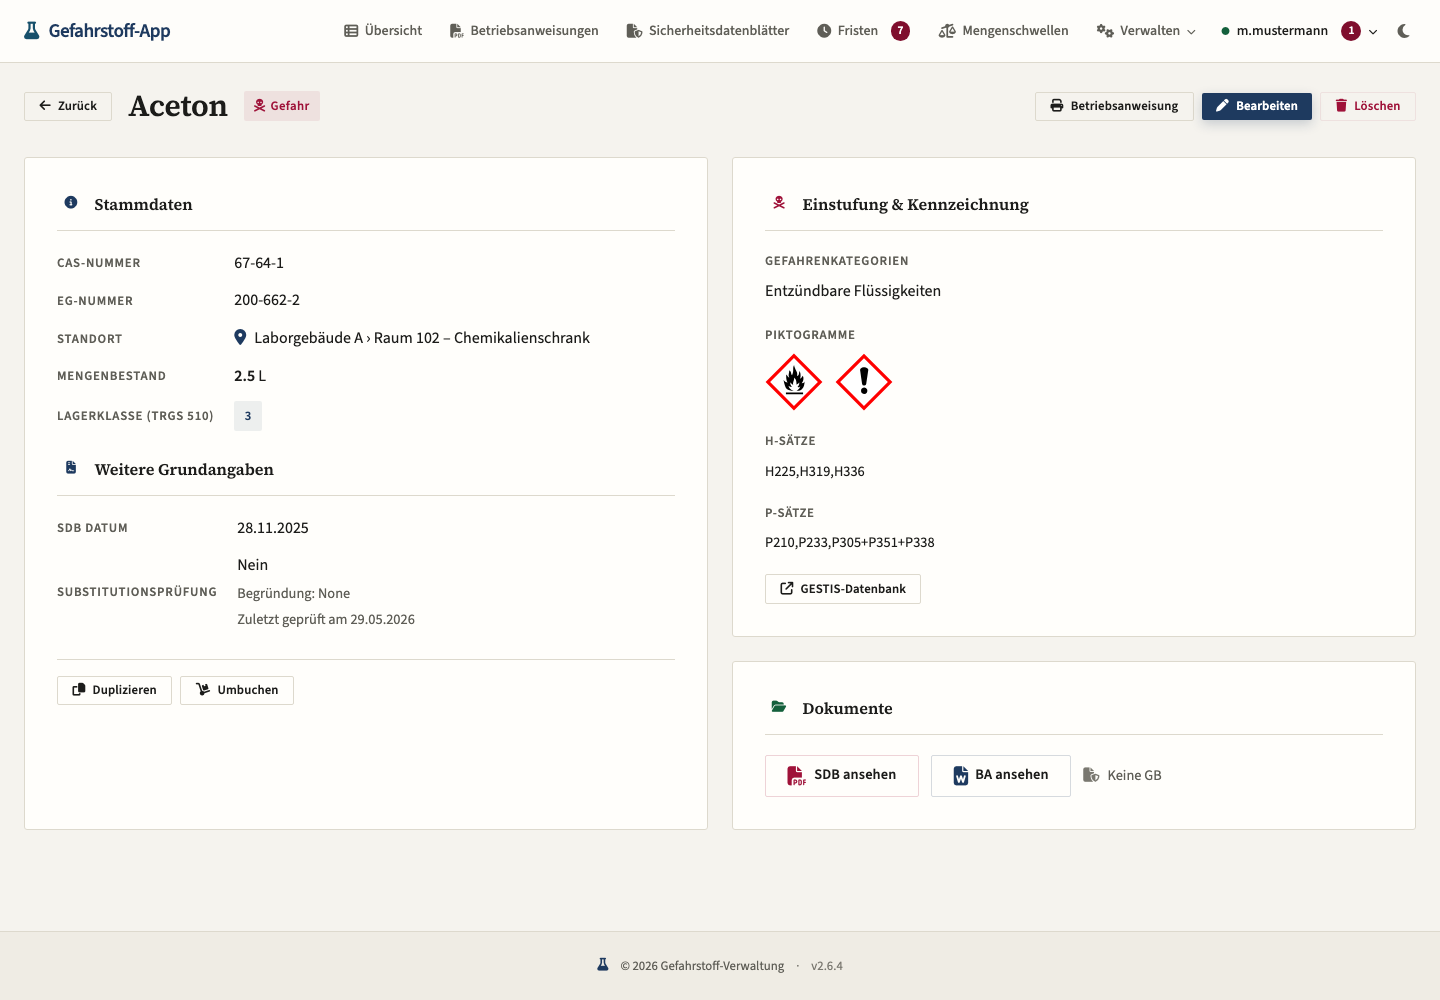 Gefahrstoff-App
Übersicht
Betriebsanweisungen
Sicherheitsdatenblätter
Fristen 7
Mengenschwellen
Verwalten
m.mustermann 1
Zurück
Aceton
Gefahr
Betriebsanweisung
Bearbeiten
Löschen
Stammdaten
CAS-NUMMER 67-64-1
EG-NUMMER 200-662-2
STANDORT Laborgebäude A › Raum 102 – Chemikalienschrank
MENGENBESTAND 2.5 L
LAGERKLASSE (TRGS 510) 3
Weitere Grundangaben
SDB DATUM 28.11.2025
SUBSTITUTIONSPRÜFUNG Nein
Begründung: None
Zuletzt geprüft am 29.05.2026
Duplizieren
Umbuchen
Einstufung & Kennzeichnung
GEFAHRENKATEGORIEN
Entzündbare Flüssigkeiten
PIKTOGRAMME
H-SÄTZE
H225,H319,H336
P-SÄTZE
P210,P233,P305+P351+P338
GESTIS-Datenbank
Dokumente
SDB ansehen
BA ansehen
Keine GB
© 2026 Gefahrstoff-Verwaltung · v2.6.4